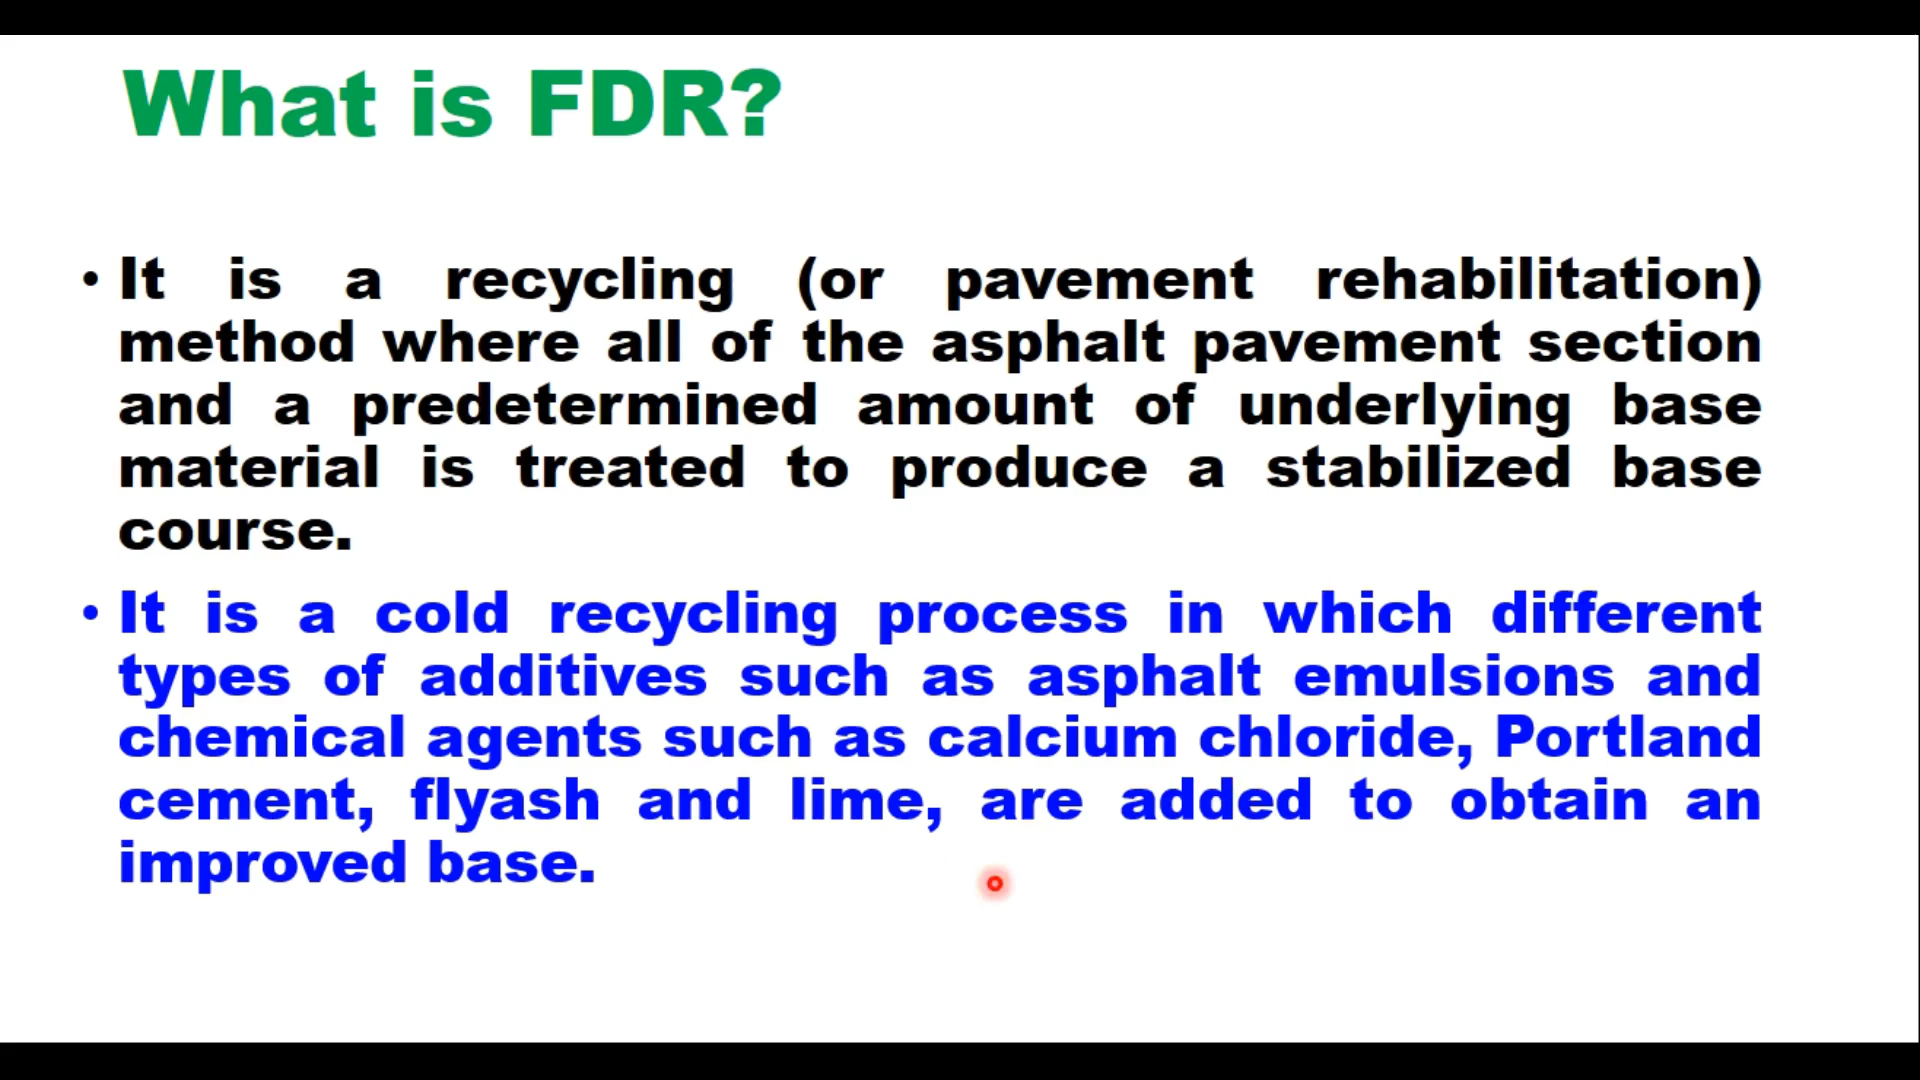 What is FDR?
• It is a recycling (or pavement rehabilitation)
method where all of the asphalt pavement section
and a predetermined amount of underlying base
material is treated to produce a stabilized base
course.
• It is a cold recycling process in which different
types of additives such as asphalt emulsions and
chemical agents such as calcium chloride, Portland
cement, flyash and lime, are added to obtain an
improved base.